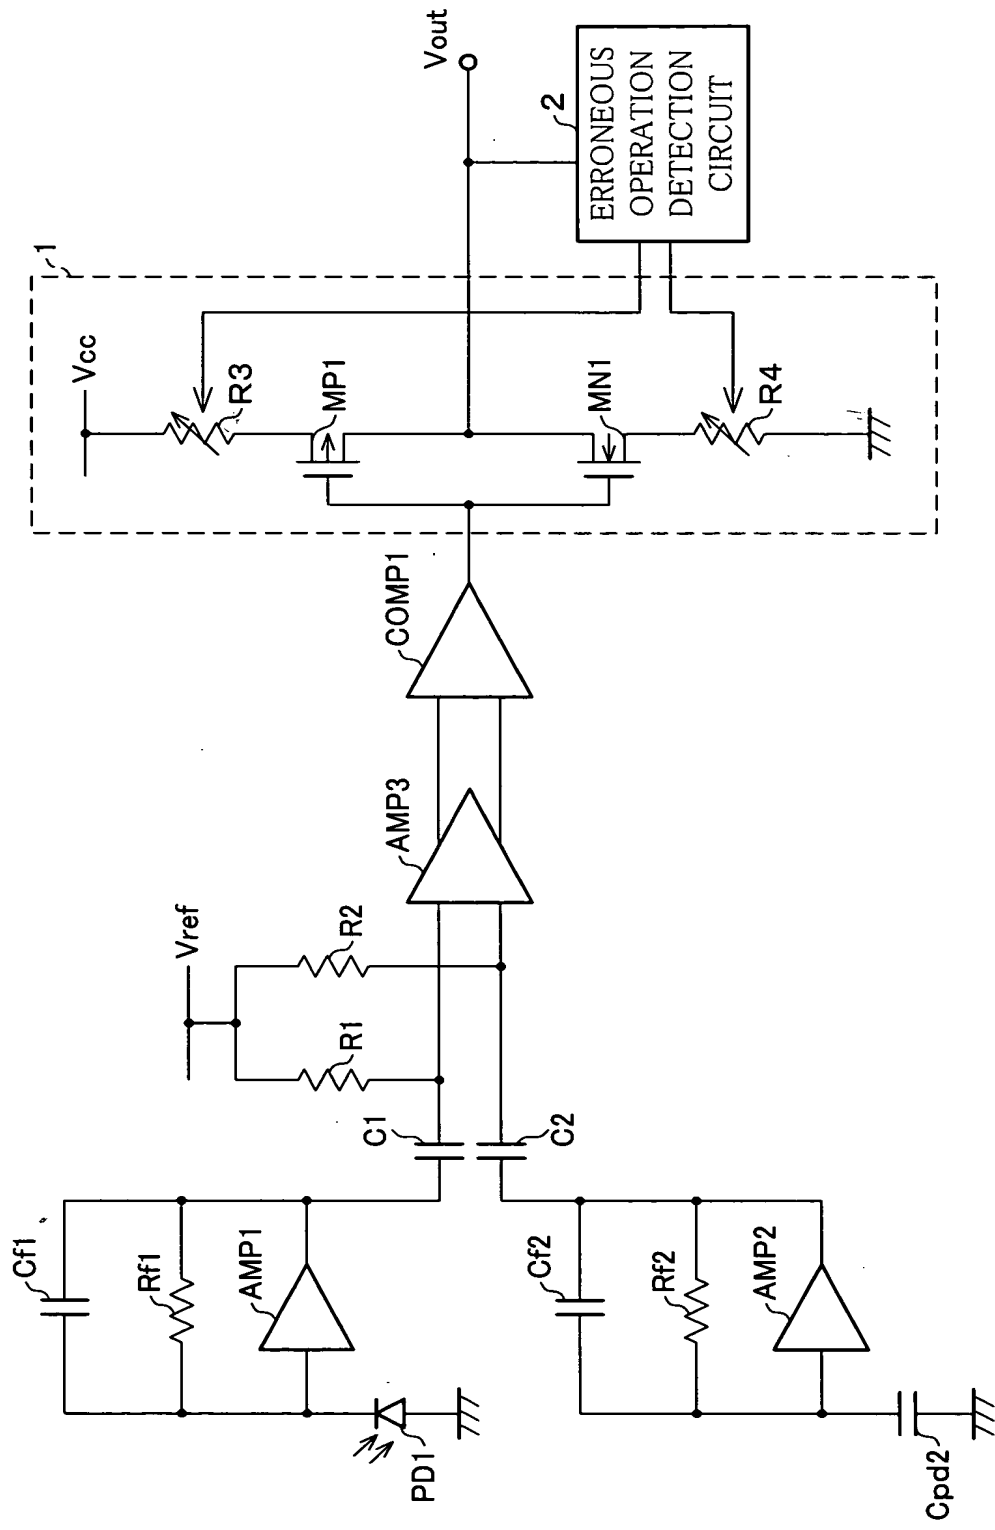 Cf1
Rf1
AMP1
PD1
Cf2
Rf2
AMP2
Cpd2
C1
C2
Vref
R1
R2
AMP3
COMP1
1
Vcc
R3
MP1
MN1
R4
Vout
2
ERRONEOUS
OPERATION
DETECTION
CIRCUIT